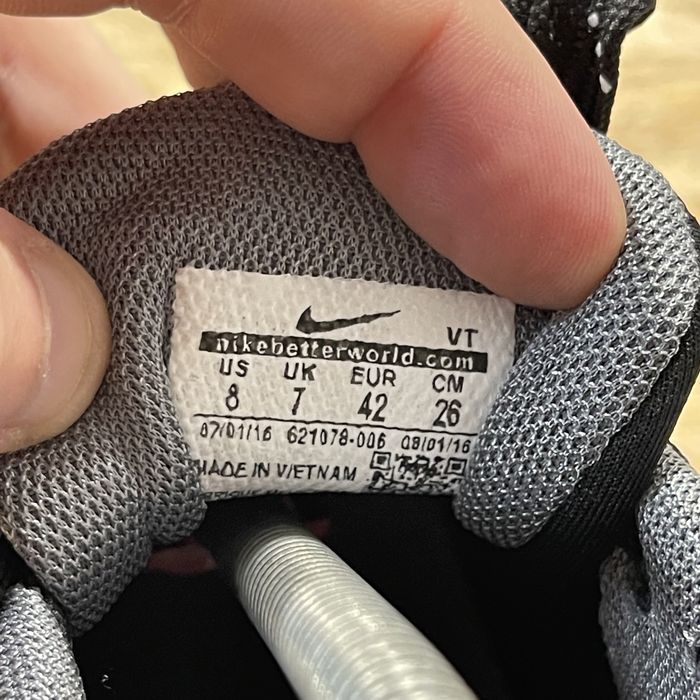 VT
nikebetterworld.com
US UK EUR CM
8 7 42 26
07/01/16 621078-006 08/01/16
MADE IN VIETNAM